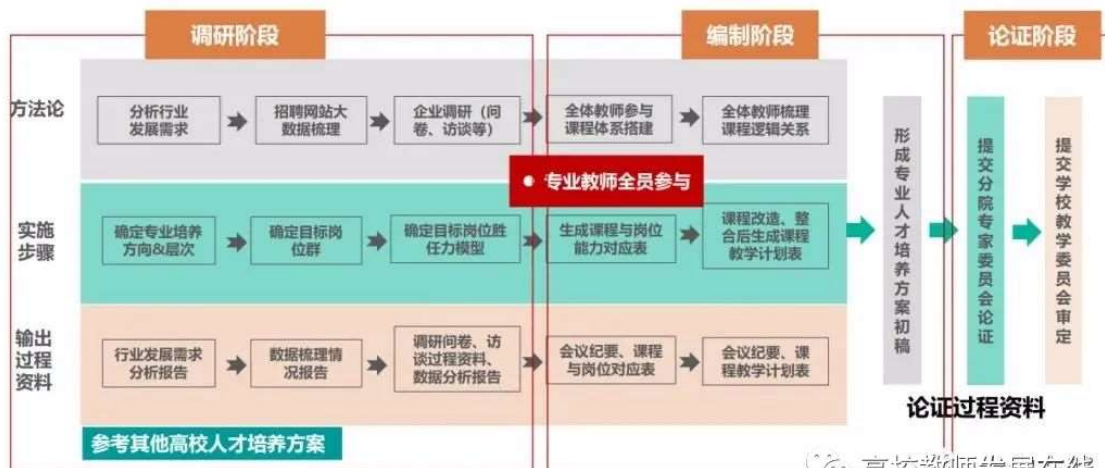 调研阶段
编制阶段
论证阶段
方法论
分析行业
发展需求
招聘网站大
数据梳理
企业调研（问
卷、访谈等）
全体教师参与
课程体系搭建
全体教师梳理
课程逻辑关系
专业教师全员参与
实施
步骤
确定专业培养
方向&层次
确定目标岗
位群
确定目标岗位胜
任力模型
生成课程与岗位
能力对应表
课程改造、整
合后生成课程
教学计划表
输出
过程
资料
行业发展需求
分析报告
数据梳理情
况报告
调研问卷、访
谈过程资料、
数据分析报告
会议纪要、课程
与岗位对应表
会议纪要、课
程教学计划表
形成专业人才培养方案初稿
提交分院专家委员会论证
提交学校教学委员会审定
论证过程资料
参考其他高校人才培养方案
高校教师发展在线